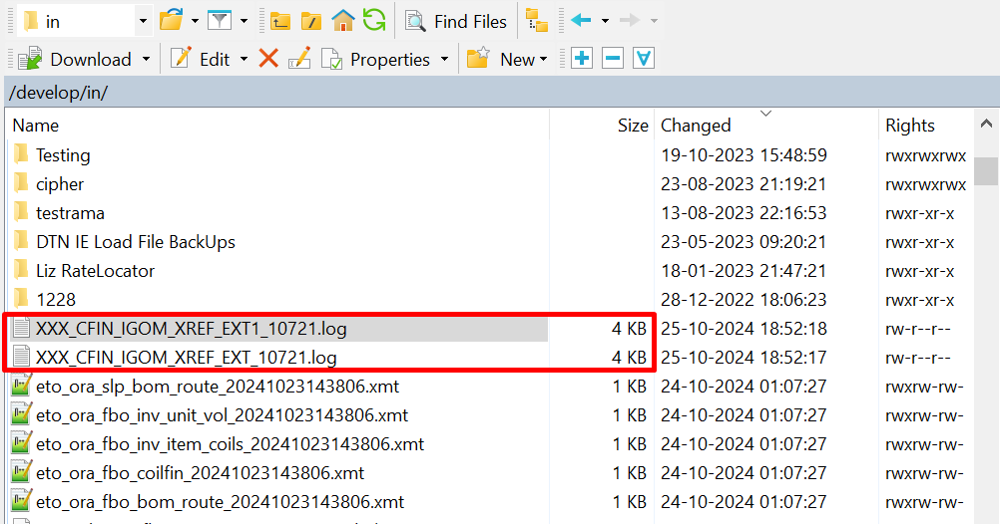 in Find Files
Download Edit Properties New
/develop/in/
Name Size Changed Rights
Testing 19-10-2023 15:48:59 rwxrwxrwx
cipher 23-08-2023 21:19:21 rwxrwxrwx
testrama 13-08-2023 22:16:53 rwxr-xr-x
DTN IE Load File BackUps 23-05-2023 09:20:21 rwxr-xr-x
Liz RateLocator 18-01-2023 21:47:21 rwxr-xr-x
1228 28-12-2022 18:06:23 rwxr-xr-x
XXX_CFIN_IGOM_XREF_EXT1_10721.log 4 KB 25-10-2024 18:52:18 rw-r--r--
XXX_CFIN_IGOM_XREF_EXT_10721.log 4 KB 25-10-2024 18:52:17 rw-r--r--
eto_ora_slp_bom_route_20241023143806.xmt 1 KB 24-10-2024 01:07:27 rwxrw-rw-
eto_ora_fbo_inv_unit_vol_20241023143806.xmt 1 KB 24-10-2024 01:07:27 rwxrw-rw-
eto_ora_fbo_inv_item_coils_20241023143806.xmt 1 KB 24-10-2024 01:07:27 rwxrw-rw-
eto_ora_fbo_coilfin_20241023143806.xmt 1 KB 24-10-2024 01:07:27 rwxrw-rw-
eto_ora_fbo_bom_route_20241023143806.xmt 1 KB 24-10-2024 01:07:27 rwxrw-rw-